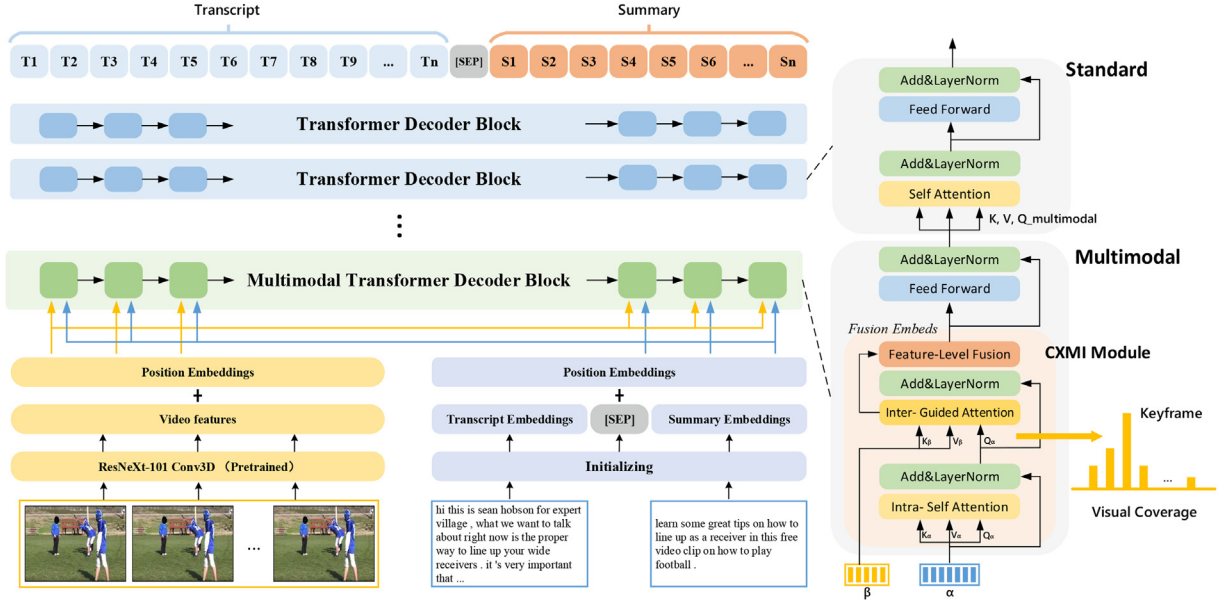 Transcript
Summary
T1 T2 T3 T4 T5 T6 T7 T8 T9 ... Tn [SEP] S1 S2 S3 S4 S5 S6 ... Sn
Transformer Decoder Block
Transformer Decoder Block
Multimodal Transformer Decoder Block
Position Embeddings
+
Video features
ResNeXt-101 Conv3D （Pretrained）
...
Position Embeddings
+
Transcript Embeddings [SEP] Summary Embeddings
Initializing
hi this is sean hobson for expert
village , what we want to talk
about right now is the proper
way to line up your wide
receivers . it 's very important
that ...
learn some great tips on how to
line up as a receiver in this free
video clip on how to play
football .
Standard
Add&LayerNorm
Feed Forward
Add&LayerNorm
Self Attention
K, V, Q_multimodal
Multimodal
Add&LayerNorm
Feed Forward
Fusion Embeds
CXMI Module
Feature-Level Fusion
Add&LayerNorm
Inter- Guided Attention
Kβ Vβ Qα
Add&LayerNorm
Intra- Self Attention
Kα Vα Qα
β α
Keyframe
...
Visual Coverage